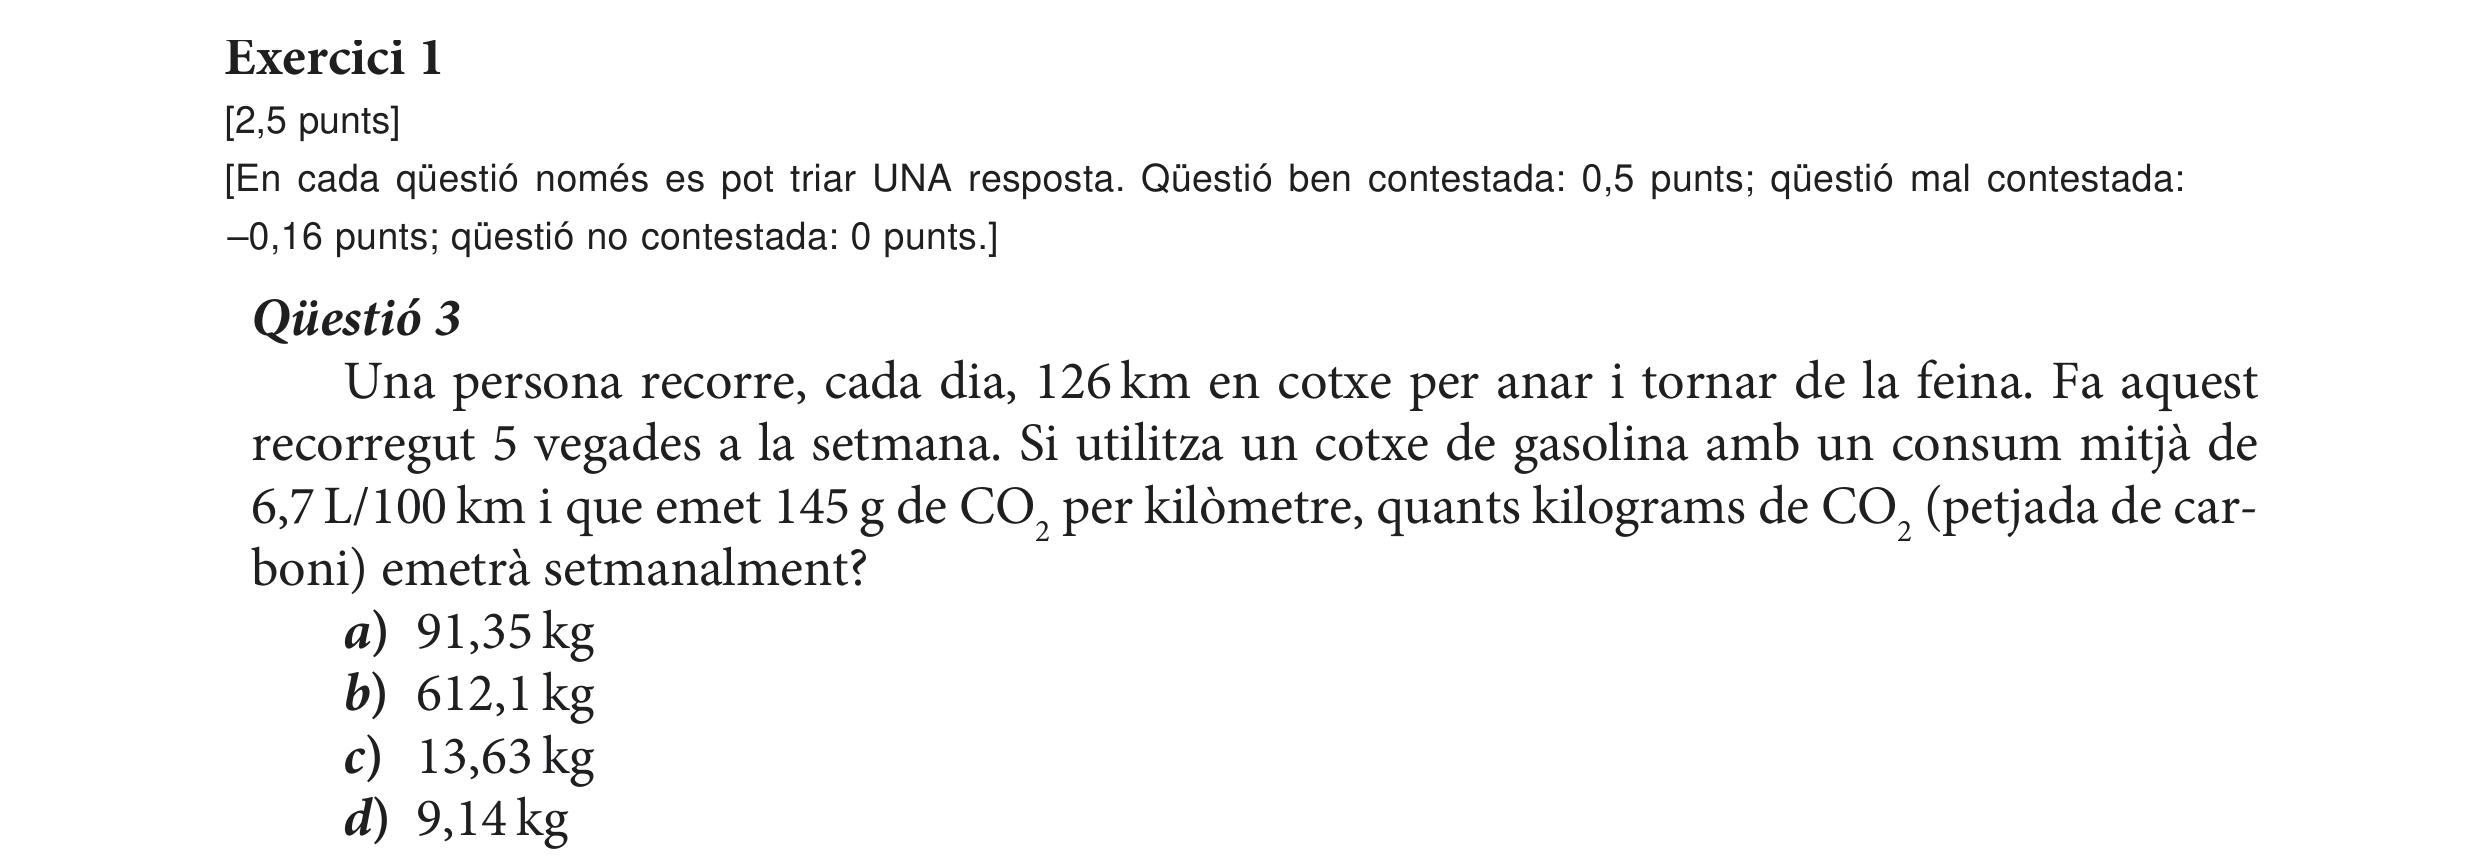 Exercici 1
[2,5 punts]
[En cada qüestió només es pot triar UNA resposta. Qüestió ben contestada: 0,5 punts; qüestió mal contestada:
–0,16 punts; qüestió no contestada: 0 punts.]
Qüestió 3
Una persona recorre, cada dia, 126 km en cotxe per anar i tornar de la feina. Fa aquest
recorregut 5 vegades a la setmana. Si utilitza un cotxe de gasolina amb un consum mitjà de
6,7 L/100 km i que emet 145 g de CO₂ per kilòmetre, quants kilograms de CO₂ (petjada de car-
boni) emetrà setmanalment?
a) 91,35 kg
b) 612,1 kg
c) 13,63 kg
d) 9,14 kg